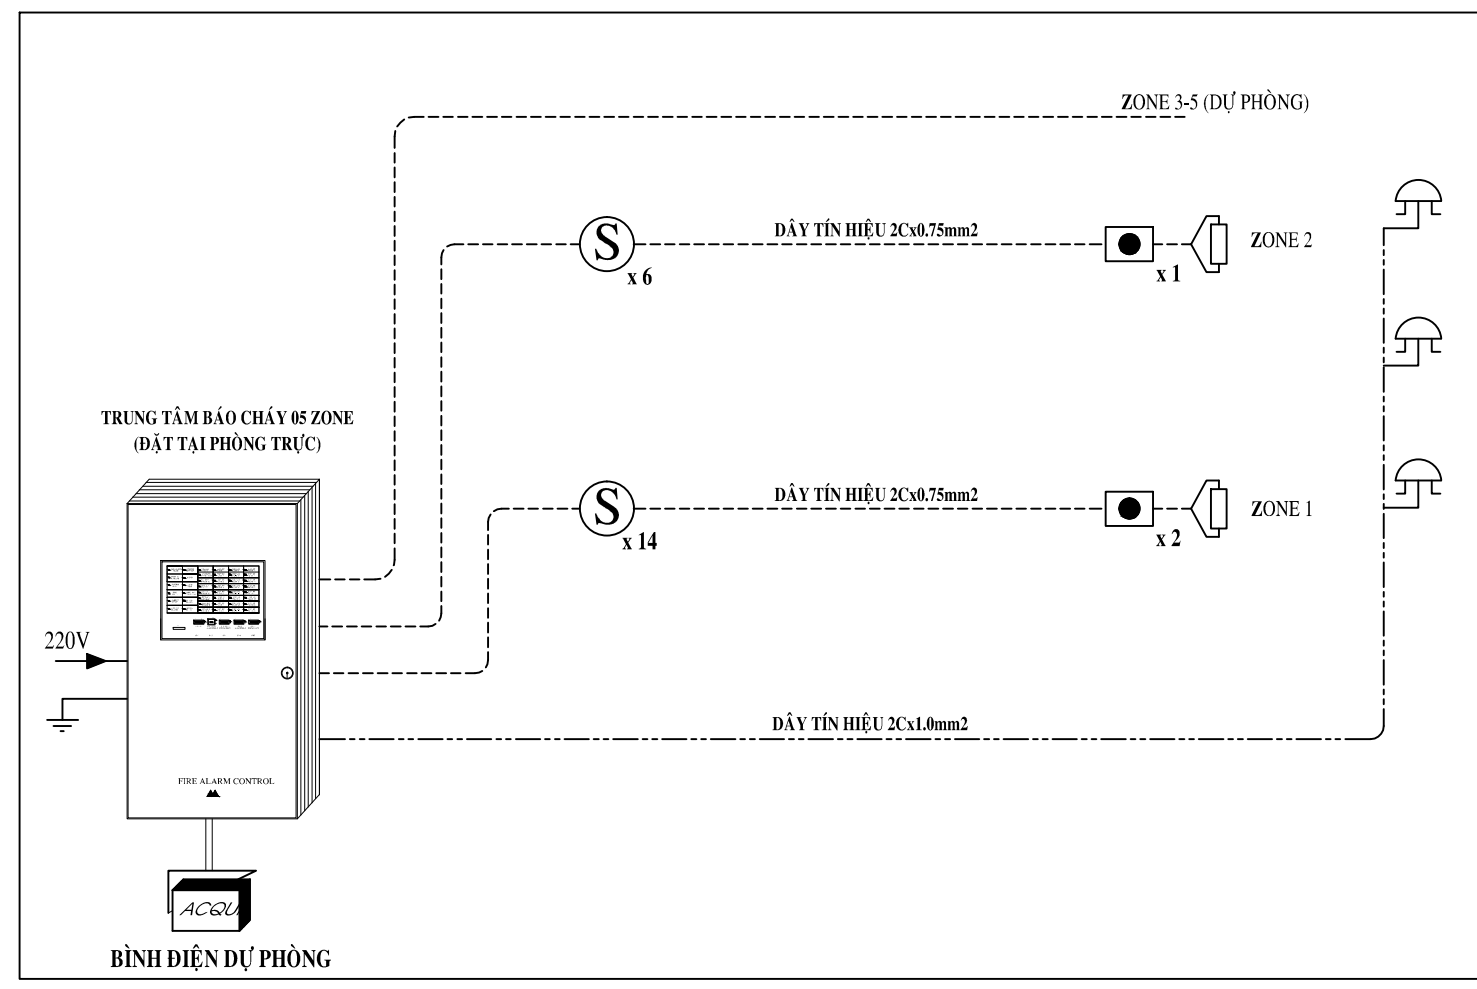 ZONE 3-5 (DỰ PHÒNG)
DÂY TÍN HIỆU 2Cx0.75mm2
S
x 6
x 1
ZONE 2
TRUNG TÂM BÁO CHÁY 05 ZONE
(ĐẶT TẠI PHÒNG TRỰC)
DÂY TÍN HIỆU 2Cx0.75mm2
S
x 14
x 2
ZONE 1
220V
DÂY TÍN HIỆU 2Cx1.0mm2
FIRE ALARM CONTROL
ACQU
BÌNH ĐIỆN DỰ PHÒNG